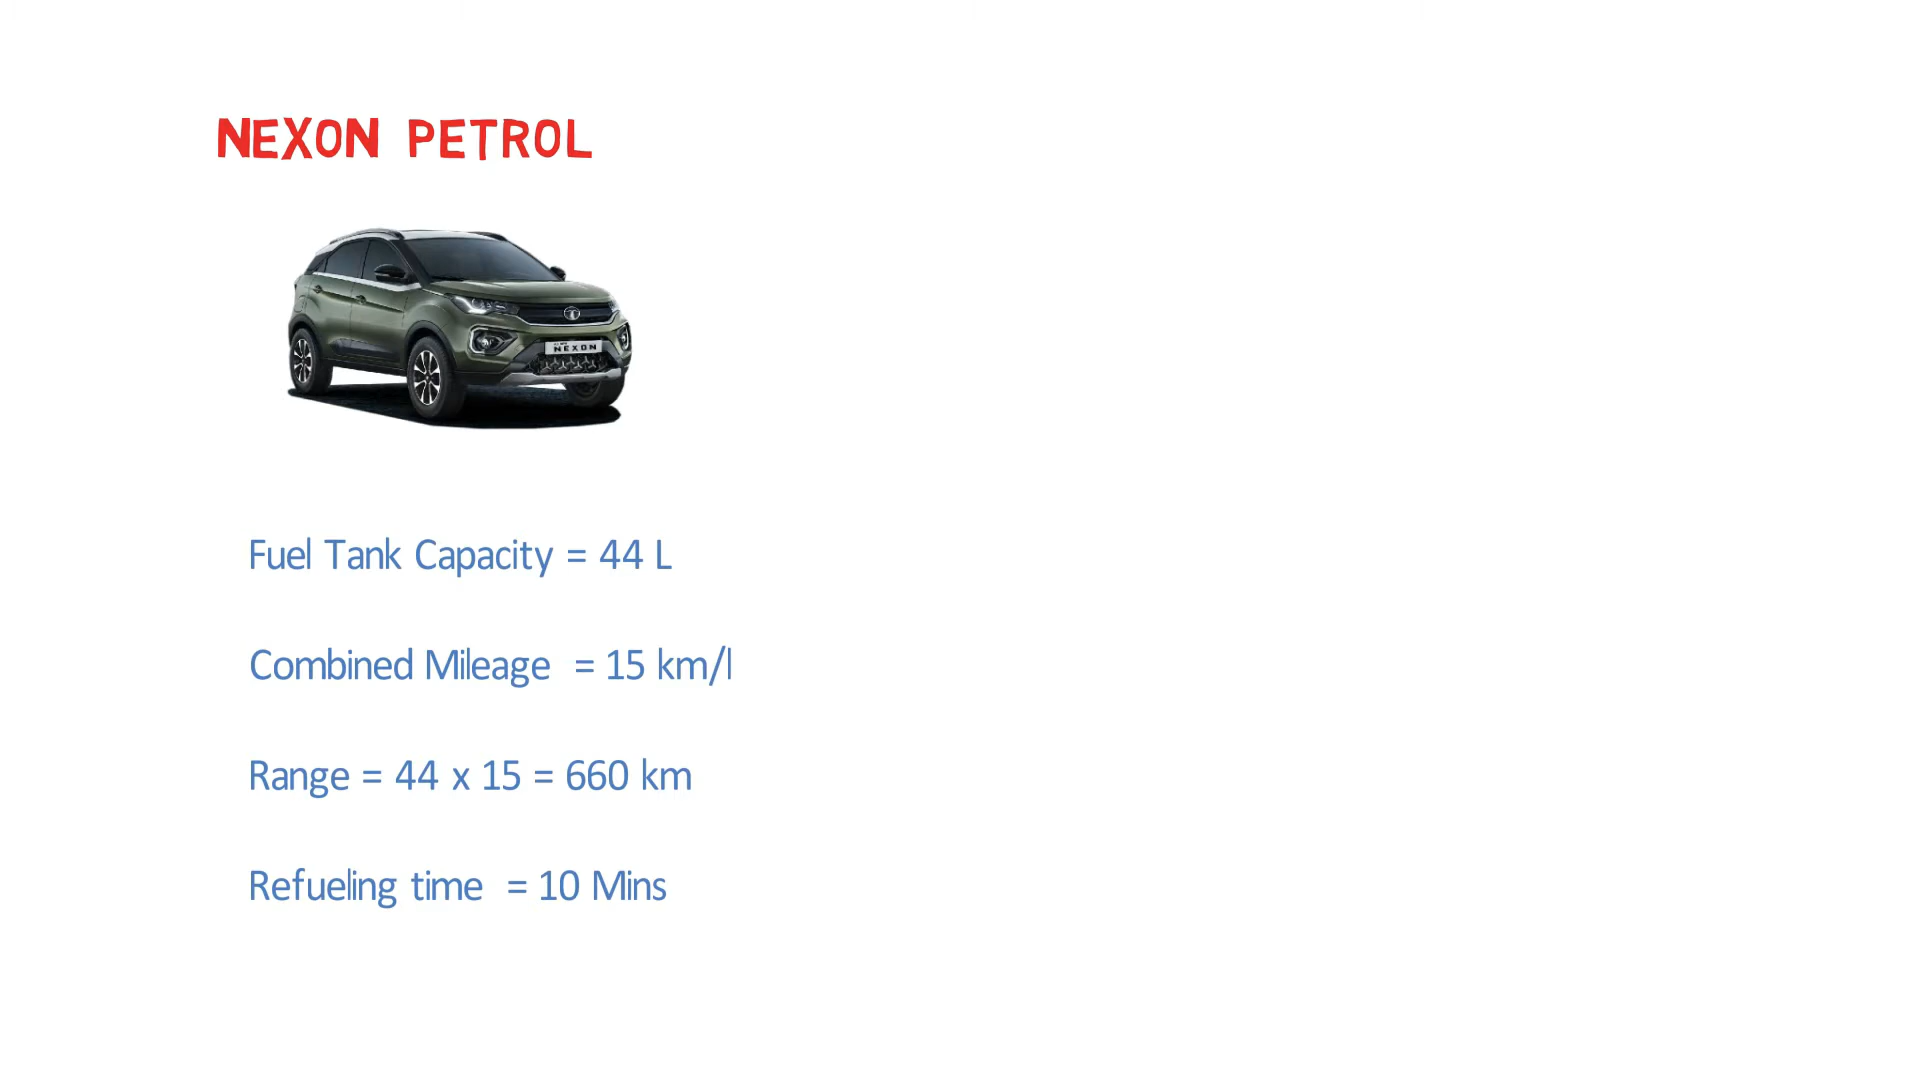 NEXON PETROL
NEXON
Fuel Tank Capacity = 44 L
Combined Mileage = 15 km/l
Range = 44 x 15 = 660 km
Refueling time = 10 Mins